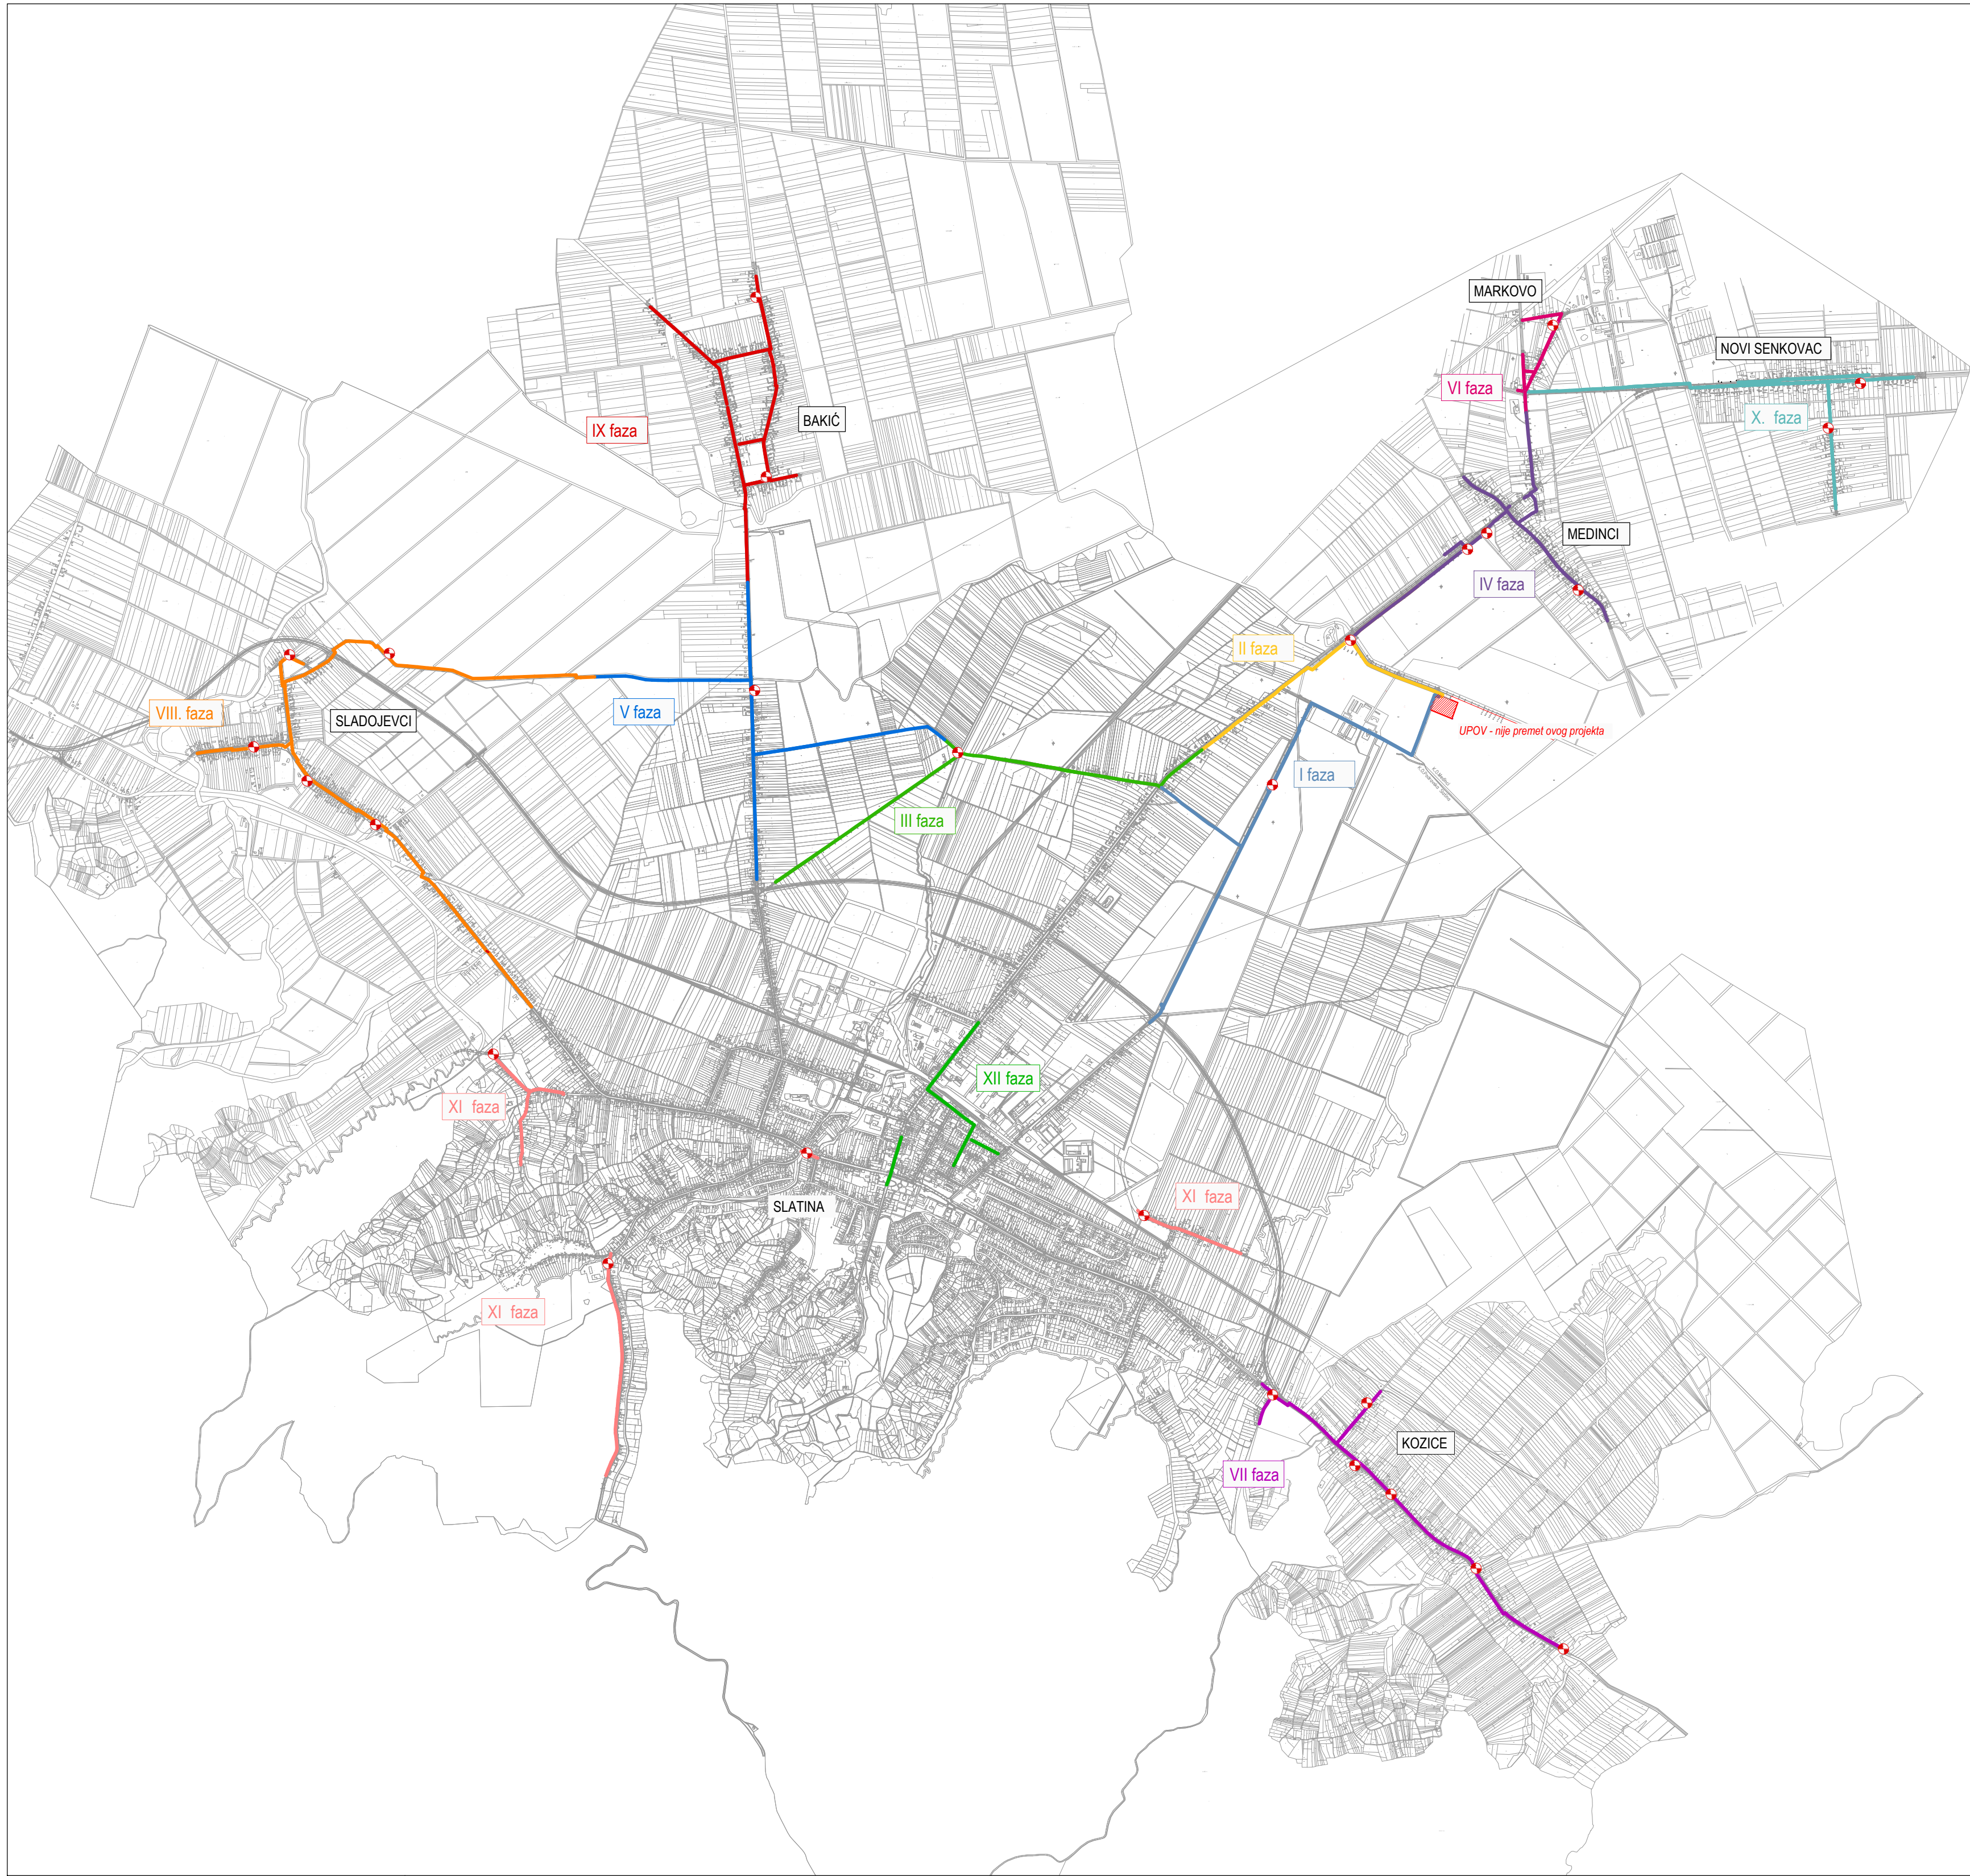 MARKOVO
NOVI SENKOVAC
VI faza
X. faza
BAKIĆ
IX faza
MEDINCI
IV faza
II faza
VIII. faza
SLADOJEVCI
V faza
UPOV - nije premet ovog projekta
I faza
III faza
XII faza
XI faza
XI faza
SLATINA
XI faza
KOZICE
VII faza